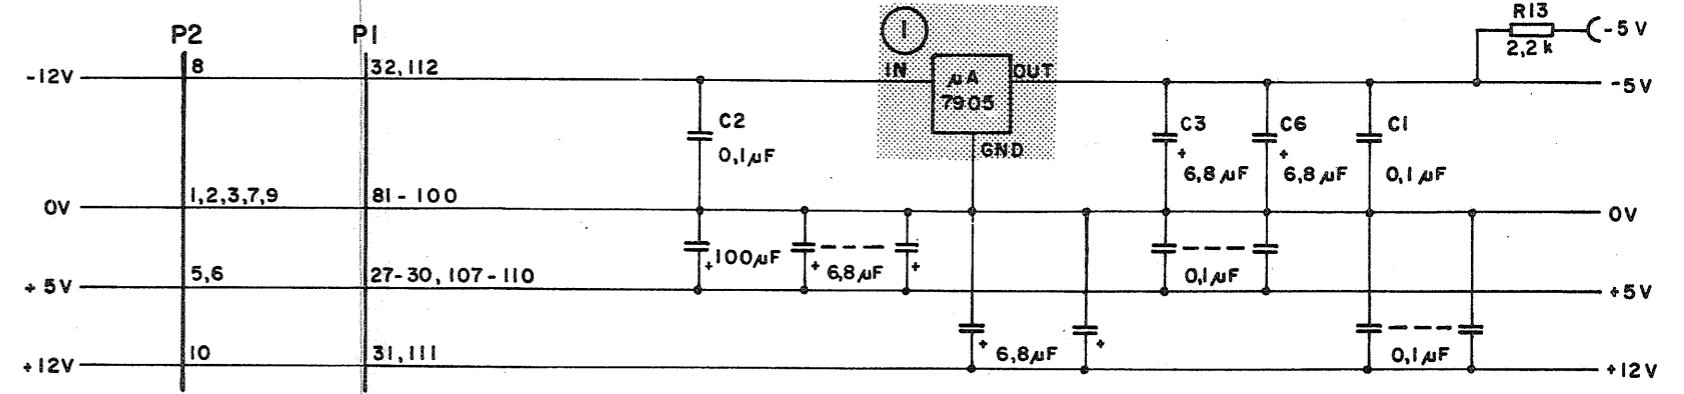 R13
P2 P1 1 -5V
2,2 k
-12V 8 32,112 IN µA OUT -5V
7905
C2 C3 C6 C1
0,1µF GND + +
6,8µF 6,8µF 0,1µF
0V 1,2,3,7,9 81-100 0V
+100µF + 6,8µF + 0,1µF
+5V 5,6 27-30,107-110 +5V
+ 6,8µF + 0,1µF
+12V 10 31,111 +12V